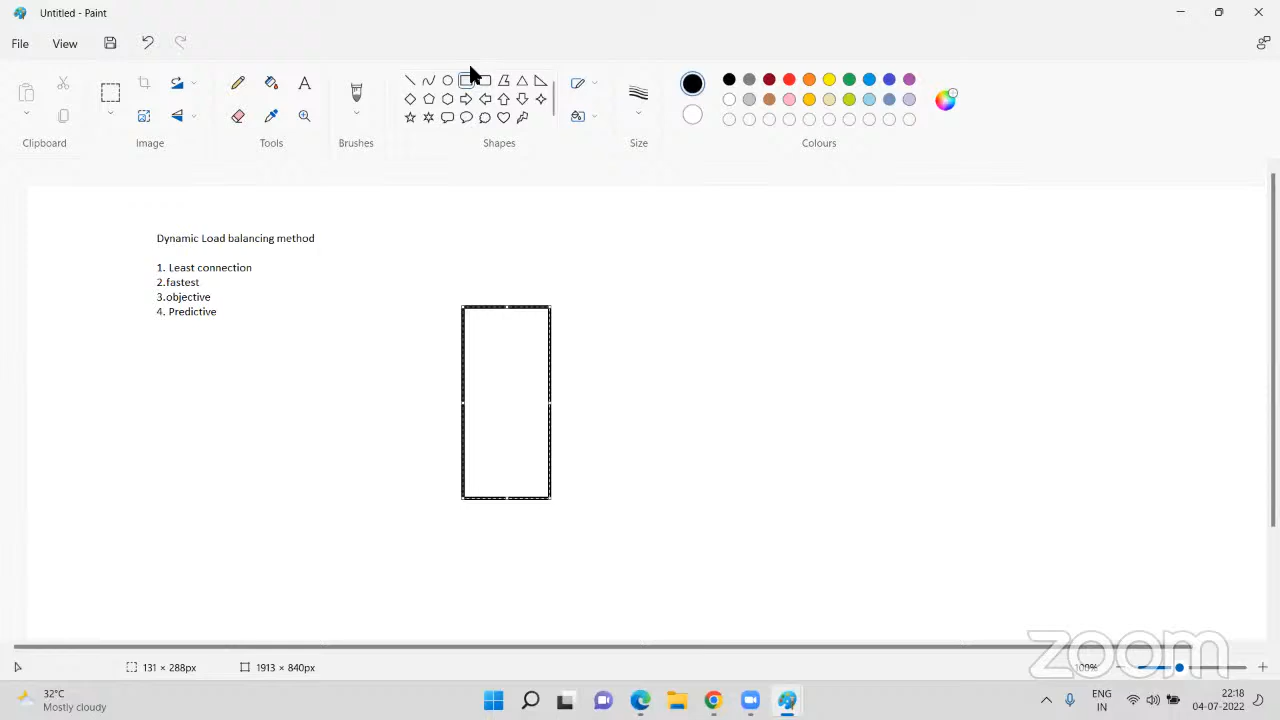 Untitled - Paint
File
View
Clipboard
Image
Tools
Brushes
Shapes
Size
Colours
Dynamic Load balancing method
1. Least connection
2.fastest
3.objective
4. Predictive
zoom
131 × 288px
1913 × 840px
100%
32°C
Mostly cloudy
ENG
IN
22:18
04-07-2022